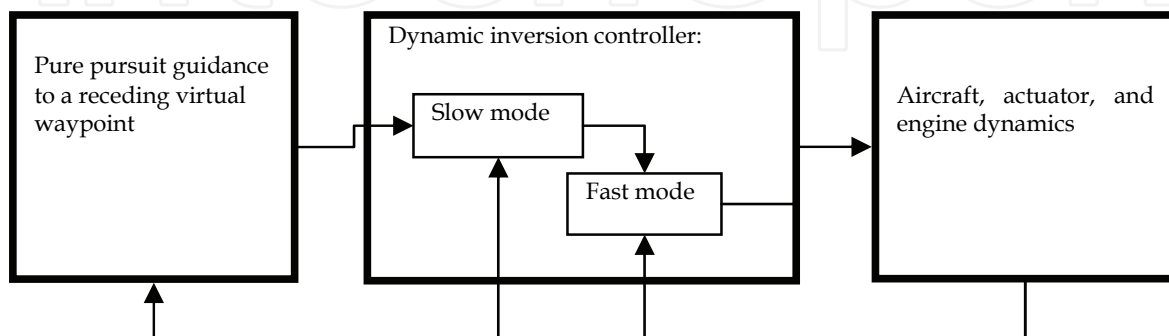 Pure pursuit guidance
to a receding virtual
waypoint
Dynamic inversion controller:
Slow mode
Fast mode
Aircraft, actuator, and
engine dynamics